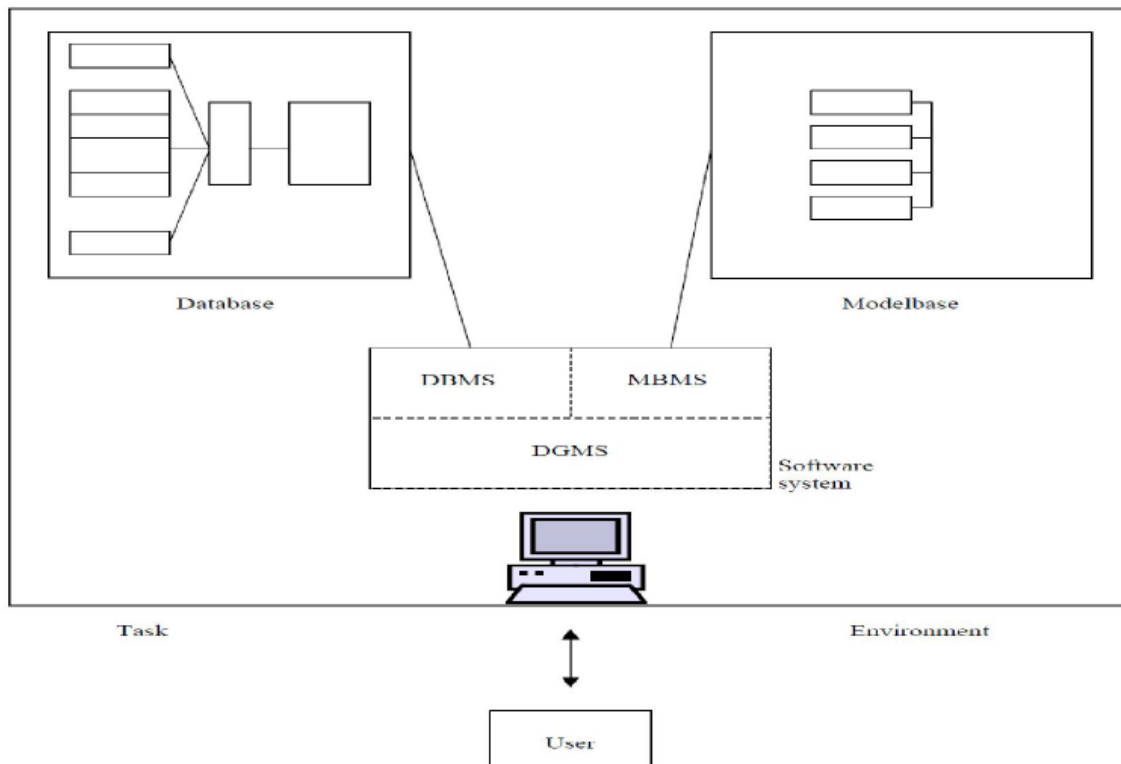 Database
Modelbase
DBMS
MBMS
DGMS
Software
system
Task
Environment
User